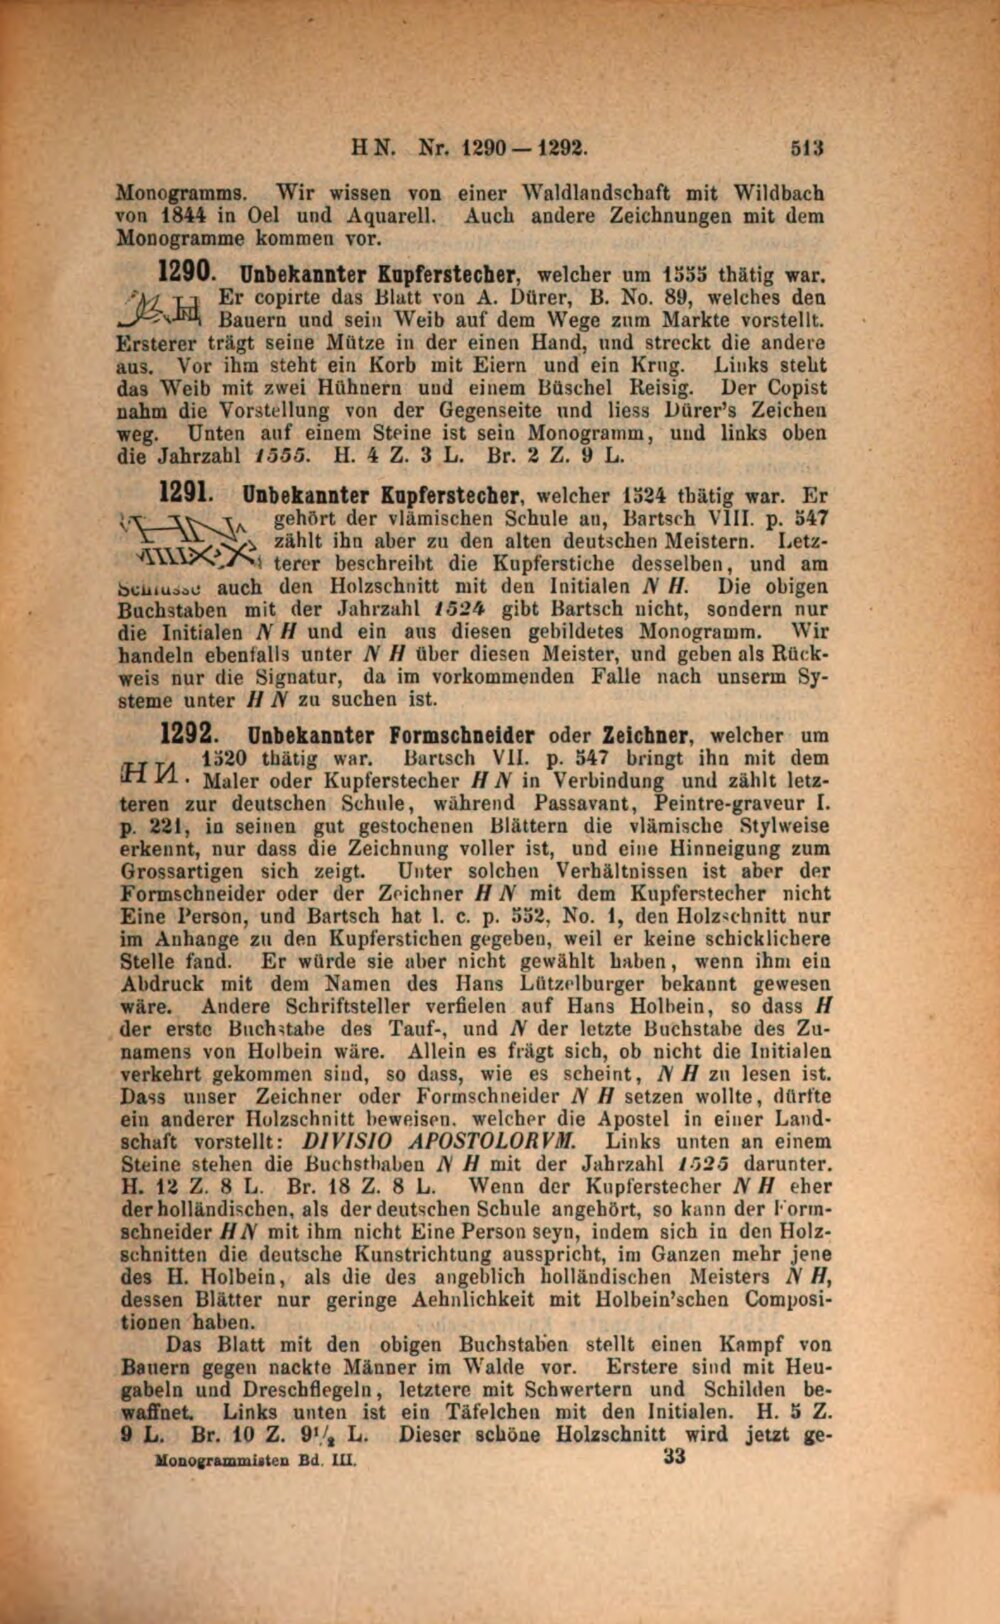 HN. Nr. 1290 — 1292. 513
Monogramms. Wir wissen von einer Waldlandschaft mit Wildbach
von 1844 in Oel und Aquarell. Auch andere Zeichnungen mit dem
Monogramme kommen vor.
1290. Unbekannter Kupferstecher, welcher um 1555 thätig war.
Er copirte das Blatt von A. Dürer, B. No. 89, welches den
Bauern und sein Weib auf dem Wege zum Markte vorstellt.
Ersterer trägt seine Mütze in der einen Hand, und streckt die andere
aus. Vor ihm steht ein Korb mit Eiern und ein Krug. Links steht
das Weib mit zwei Hühnern und einem Büschel Reisig. Der Copist
nahm die Vorstellung von der Gegenseite und liess Dürer's Zeichen
weg. Unten auf einem Steine ist sein Monogramm, und links oben
die Jahrzahl 1555. H. 4 Z. 3 L. Br. 2 Z. 9 L.
1291. Unbekannter Kupferstecher, welcher 1524 thätig war. Er
gehört der vlämischen Schule an, Bartsch VIII. p. 547
zählt ihn aber zu den alten deutschen Meistern. Letz-
terer beschreibt die Kupferstiche desselben, und am
Schlusse auch den Holzschnitt mit den Initialen N H. Die obigen
Buchstaben mit der Jahrzahl 1524 gibt Bartsch nicht, sondern nur
die Initialen N H und ein aus diesen gebildetes Monogramm. Wir
handeln ebenfalls unter N H über diesen Meister, und geben als Rück-
weis nur die Signatur, da im vorkommenden Falle nach unserm Sy-
steme unter H N zu suchen ist.
1292. Unbekannter Formschneider oder Zeichner, welcher um
1520 thätig war. Bartsch VII. p. 547 bringt ihn mit dem
HN. Maler oder Kupferstecher H N in Verbindung und zählt letz-
teren zur deutschen Schule, während Passavant, Peintre-graveur I.
p. 221, in seinen gut gestochenen Blättern die vlämische Stylweise
erkennt, nur dass die Zeichnung voller ist, und eine Hinneigung zum
Grossartigen sich zeigt. Unter solchen Verhältnissen ist aber der
Formschneider oder der Zeichner H N mit dem Kupferstecher nicht
Eine Person, und Bartsch hat l. c. p. 552, No. 1, den Holzschnitt nur
im Anhange zu den Kupferstichen gegeben, weil er keine schicklichere
Stelle fand. Er würde sie aber nicht gewählt haben, wenn ihm ein
Abdruck mit dem Namen des Hans Lützelburger bekannt gewesen
wäre. Andere Schriftsteller verfielen auf Hans Holbein, so dass H
der erste Buchstabe des Tauf-, und N der letzte Buchstabe des Zu-
namens von Holbein wäre. Allein es frägt sich, ob nicht die Initialen
verkehrt gekommen sind, so dass, wie es scheint, N H zu lesen ist.
Dass unser Zeichner oder Formschneider N H setzen wollte, dürfte
ein anderer Holzschnitt beweisen, welcher die Apostel in einer Land-
schaft vorstellt: DIVISIO APOSTOLORVM. Links unten an einem
Steine stehen die Buchsthaben N H mit der Jahrzahl 1525 darunter.
H. 12 Z. 8 L. Br. 18 Z. 8 L. Wenn der Kupferstecher N H eher
der holländischen, als der deutschen Schule angehört, so kann der Form-
schneider H N mit ihm nicht Eine Person seyn, indem sich in den Holz-
schnitten die deutsche Kunstrichtung ausspricht, im Ganzen mehr jene
des H. Holbein, als die des angeblich holländischen Meisters N H,
dessen Blätter nur geringe Aehnlichkeit mit Holbein'schen Composi-
tionen haben.
Das Blatt mit den obigen Buchstaben stellt einen Kampf von
Bauern gegen nackte Männer im Walde vor. Erstere sind mit Heu-
gabeln und Dreschflegeln, letztere mit Schwertern und Schilden be-
waffnet. Links unten ist ein Täfelchen mit den Initialen. H. 5 Z.
9 L. Br. 10 Z. 9½ L. Dieser schöne Holzschnitt wird jetzt ge-
Monogrammisten Bd. III. 33